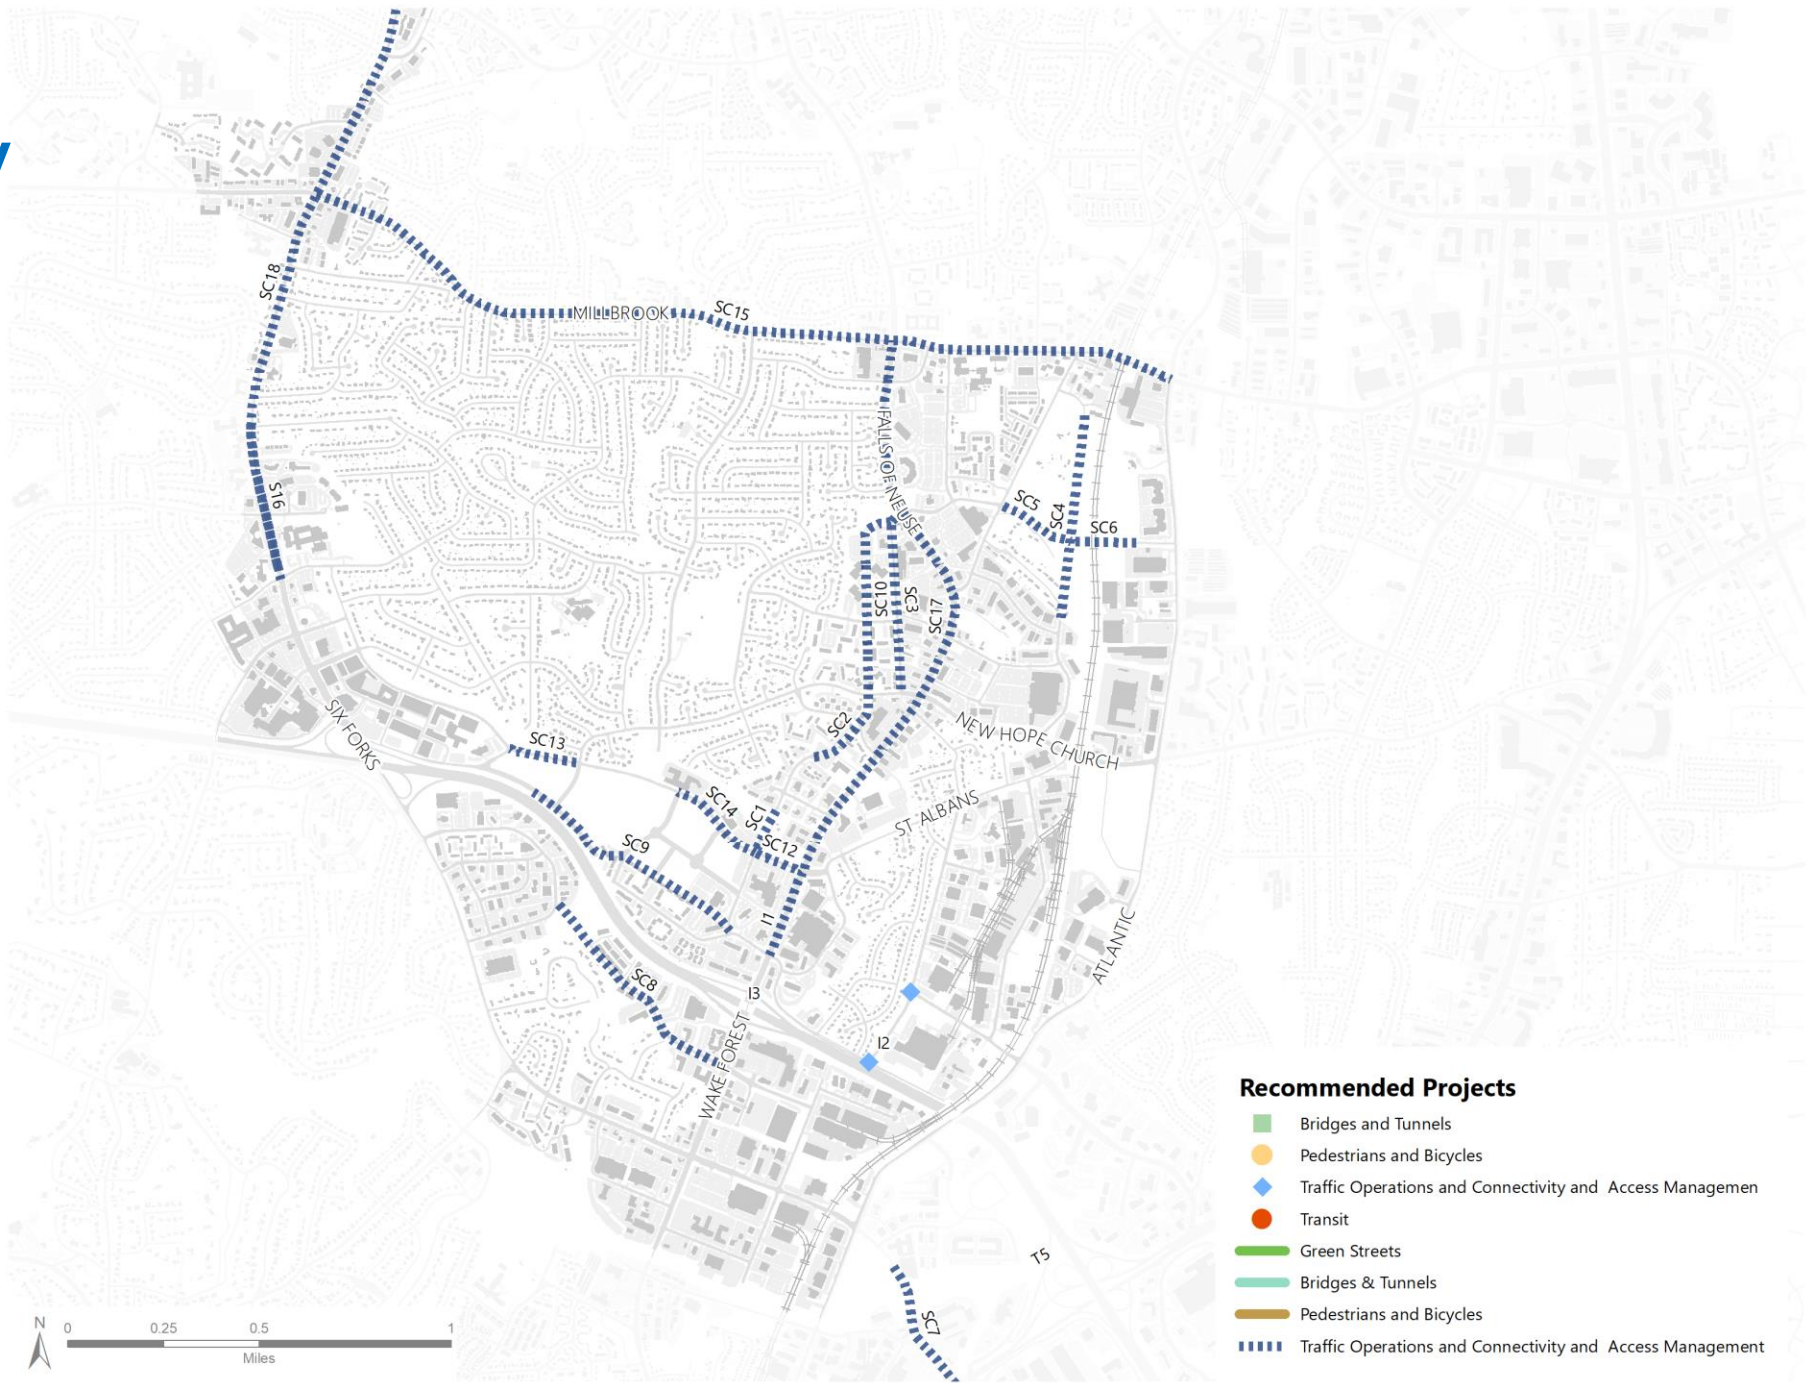 SC18
MILLBROOK
SC15
FALLS OF NEUSE
S16
SC5
SC4
SC6
SC10
SC3
SC17
SIX FORKS
SC2
NEW HOPE CHURCH
SC13
SC14
SC1
ST ALBANS
SC12
SC9
I1
ATLANTIC
SC8
I3
WAKE FOREST
I2
T5
SC7
Recommended Projects
Bridges and Tunnels
Pedestrians and Bicycles
Traffic Operations and Connectivity and Access Managemen
Transit
Green Streets
Bridges & Tunnels
Pedestrians and Bicycles
Traffic Operations and Connectivity and Access Management
N
0 0.25 0.5 1
Miles